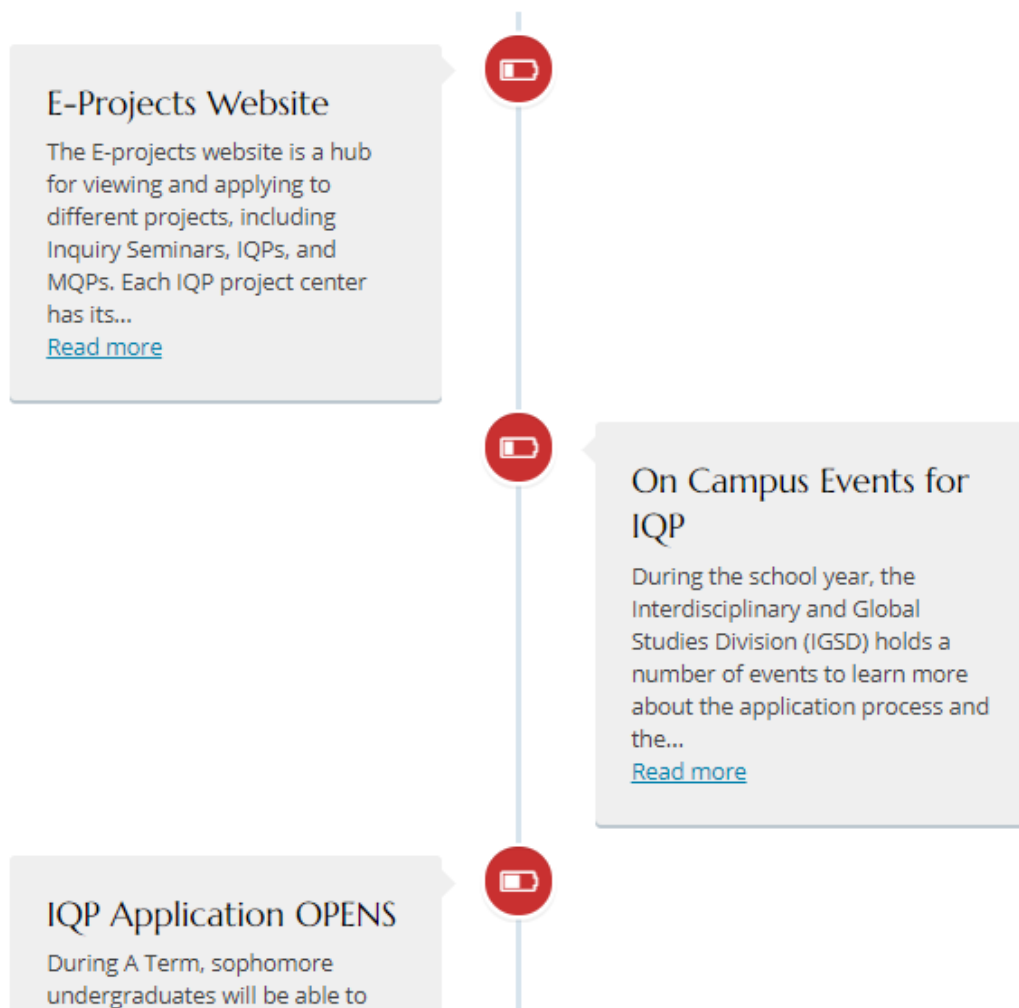 E-Projects Website
The E-projects website is a hub
for viewing and applying to
different projects, including
Inquiry Seminars, IQPs, and
MQPs. Each IQP project center
has its...
Read more
On Campus Events for
IQP
During the school year, the
Interdisciplinary and Global
Studies Division (IGSD) holds a
number of events to learn more
about the application process and
the...
Read more
IQP Application OPENS
During A Term, sophomore
undergraduates will be able to